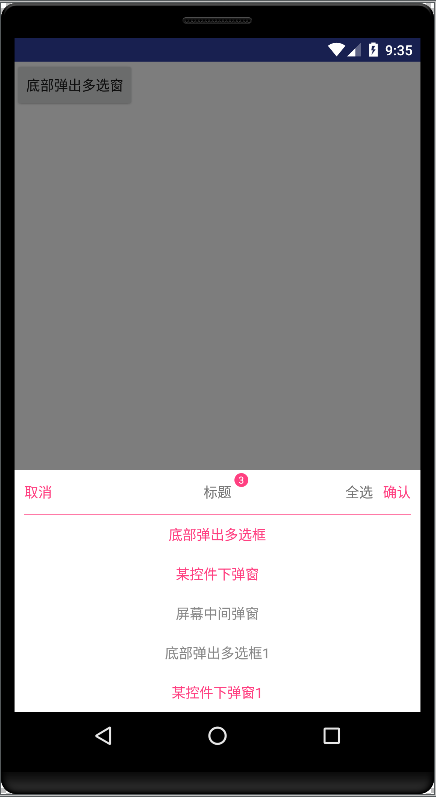 9:35
底部弹出多选窗
取消 标题 3 全选 确认
底部弹出多选框
某控件下弹窗
屏幕中间弹窗
底部弹出多选框1
某控件下弹窗1